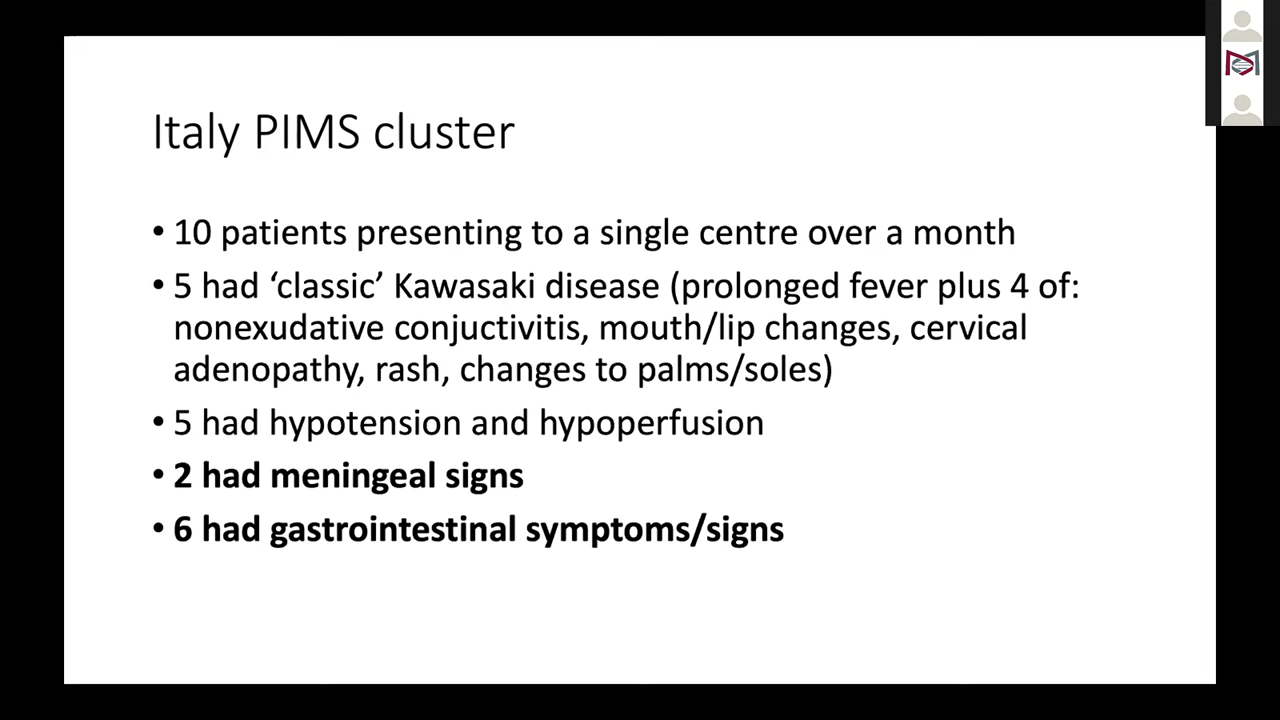 Italy PIMS cluster
• 10 patients presenting to a single centre over a month
• 5 had ‘classic’ Kawasaki disease (prolonged fever plus 4 of:
nonexudative conjuctivitis, mouth/lip changes, cervical
adenopathy, rash, changes to palms/soles)
• 5 had hypotension and hypoperfusion
• 2 had meningeal signs
• 6 had gastrointestinal symptoms/signs